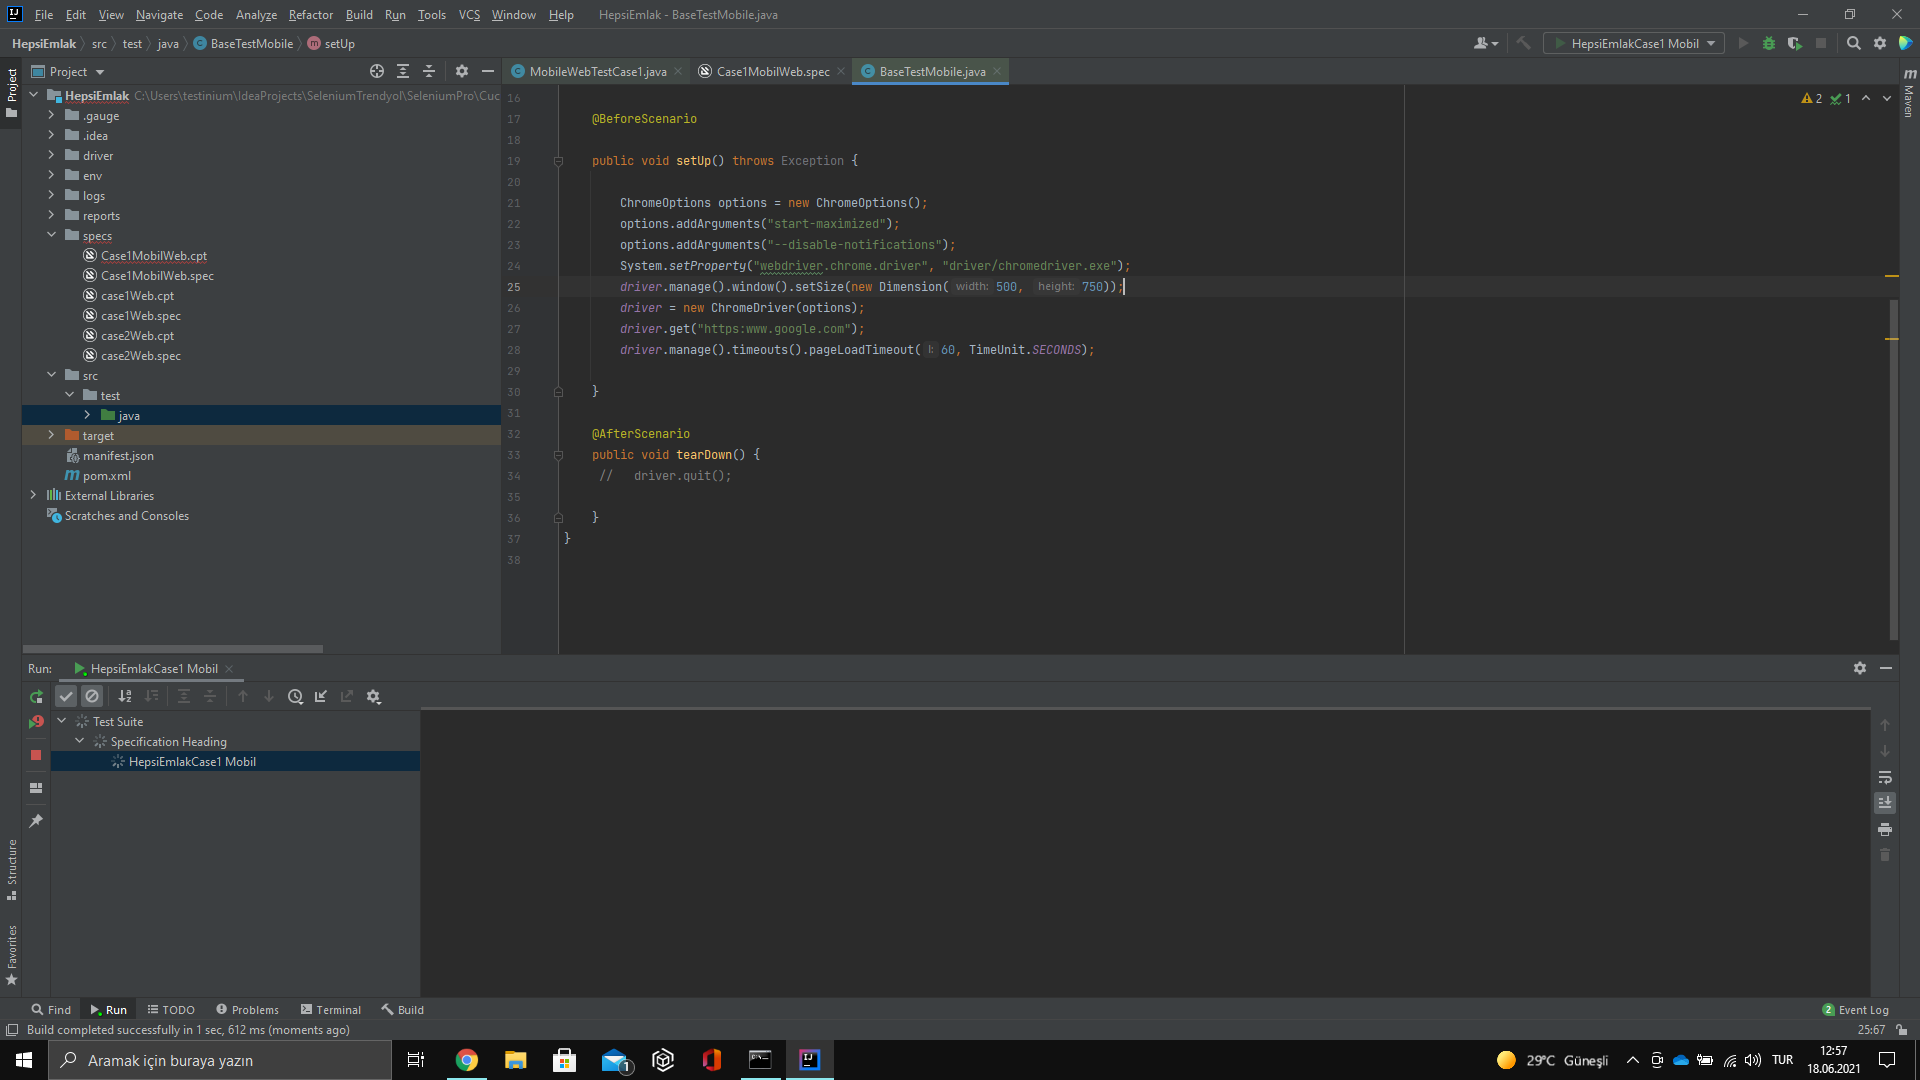 File Edit View Navigate Code Analyze Refactor Build Run Tools VCS Window Help HepsiEmlak - BaseTestMobile.java
HepsiEmlak src test java BaseTestMobile setUp HepsiEmlakCase1 Mobil
Project
MobileWebTestCase1.java Case1MobilWeb.spec BaseTestMobile.java
HepsiEmlak C:\Users\testinium\IdeaProjects\SeleniumTrendyol\SeleniumPro\Cuc
.gauge
.idea
driver
env
logs
reports
specs
Case1MobilWeb.cpt
Case1MobilWeb.spec
case1Web.cpt
case1Web.spec
case2Web.cpt
case2Web.spec
src
test
java
target
manifest.json
pom.xml
External Libraries
Scratches and Consoles
2 1
16
17 @BeforeScenario
18
19 public void setUp() throws Exception {
20
21 ChromeOptions options = new ChromeOptions();
22 options.addArguments("start-maximized");
23 options.addArguments("--disable-notifications");
24 System.setProperty("webdriver.chrome.driver", "driver/chromedriver.exe");
25 driver.manage().window().setSize(new Dimension( width: 500, height: 750));
26 driver = new ChromeDriver(options);
27 driver.get("https:www.google.com");
28 driver.manage().timeouts().pageLoadTimeout( l: 60, TimeUnit.SECONDS);
29
30 }
31
32 @AfterScenario
33 public void tearDown() {
34 // driver.quit();
35
36 }
37 }
38
Project
Maven
Structure
Favorites
Run: HepsiEmlakCase1 Mobil
Test Suite
Specification Heading
HepsiEmlakCase1 Mobil
Find Run TODO Problems Terminal Build 2 Event Log
Build completed successfully in 1 sec, 612 ms (moments ago) 25:67
Aramak için buraya yazın 1 29°C Güneşli TUR 12:57
18.06.2021